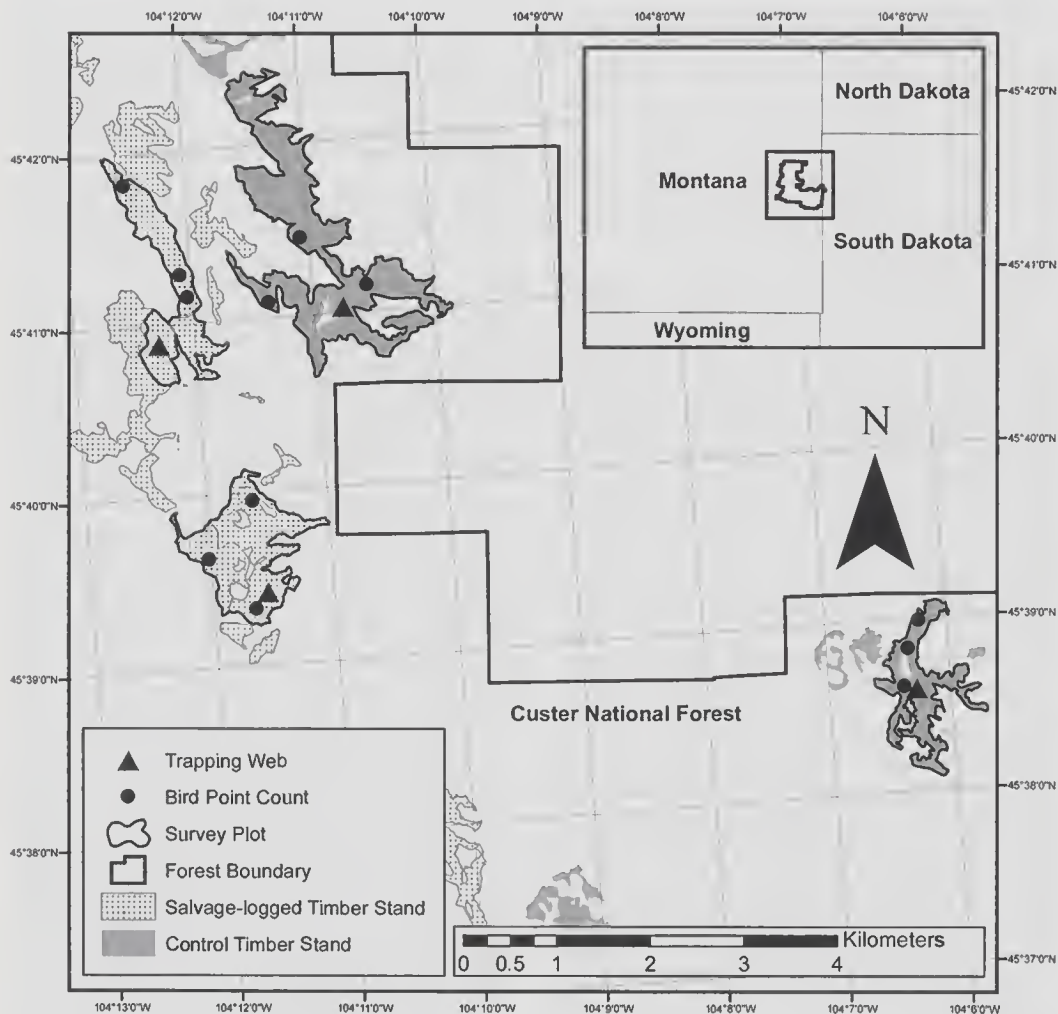 104°12'0"W 104°11'0"W 104°10'0"W 104°9'0"W 104°8'0"W 104°7'0"W 104°6'0"W
North Dakota
Montana
South Dakota
Wyoming
45°42'0"N
45°41'0"N
45°40'0"N
45°39'0"N
45°38'0"N
45°42'0"N
45°41'0"N
45°40'0"N
45°39'0"N
45°38'0"N
45°37'0"N
N
Custer National Forest
Trapping Web
Bird Point Count
Survey Plot
Forest Boundary
Salvage-logged Timber Stand
Control Timber Stand
Kilometers
0 0.5 1 2 3 4
104°13'0"W 104°12'0"W 104°11'0"W 104°10'0"W 104°9'0"W 104°8'0"W 104°7'0"W 104°6'0"W